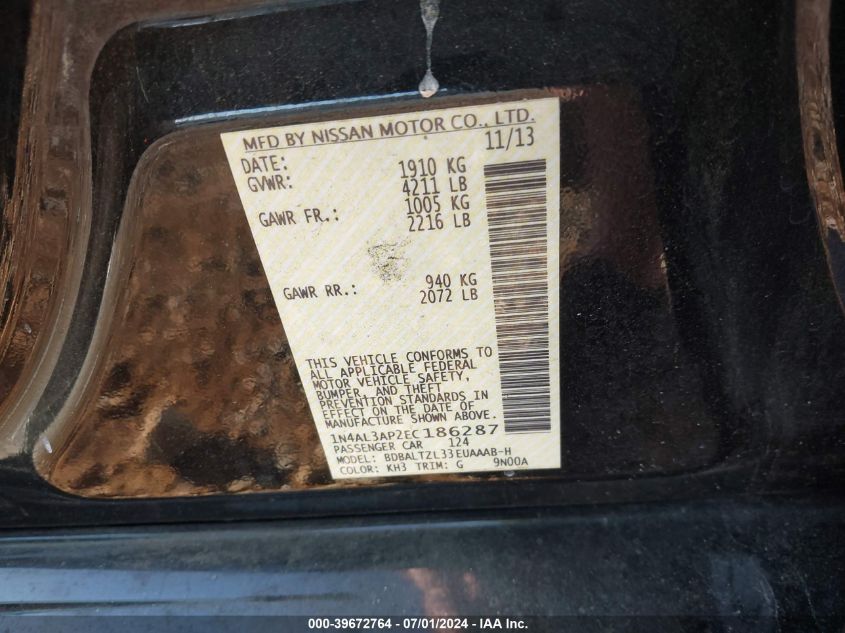 MFD BY NISSAN MOTOR CO., LTD.
DATE: 11/13
GVWR: 1910 KG
4211 LB
GAWR FR.: 1005 KG
2216 LB
GAWR RR.: 940 KG
2072 LB
THIS VEHICLE CONFORMS TO
ALL APPLICABLE FEDERAL
MOTOR VEHICLE SAFETY,
BUMPER, AND THEFT
PREVENTION STANDARDS IN
EFFECT ON THE DATE OF
MANUFACTURE SHOWN ABOVE.
1N4AL3AP2EC186287
PASSENGER CAR 124
MODEL: BDBALTZL33EUAAAB-H
COLOR: KH3 TRIM: G 9N00A
000-39672764 - 07/01/2024 - IAA Inc.